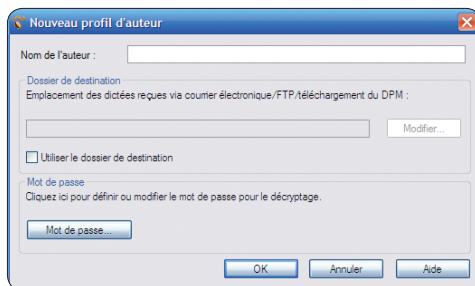 Nouveau profil d'auteur
Nom de l'auteur :
Dossier de destination
Emplacement des dictées reçues via courrier électronique/FTP/téléchargement du DPM :
Modifier...
Utiliser le dossier de destination
Mot de passe
Cliquez ici pour définir ou modifier le mot de passe pour le décryptage.
Mot de passe...
OK Annuler Aide